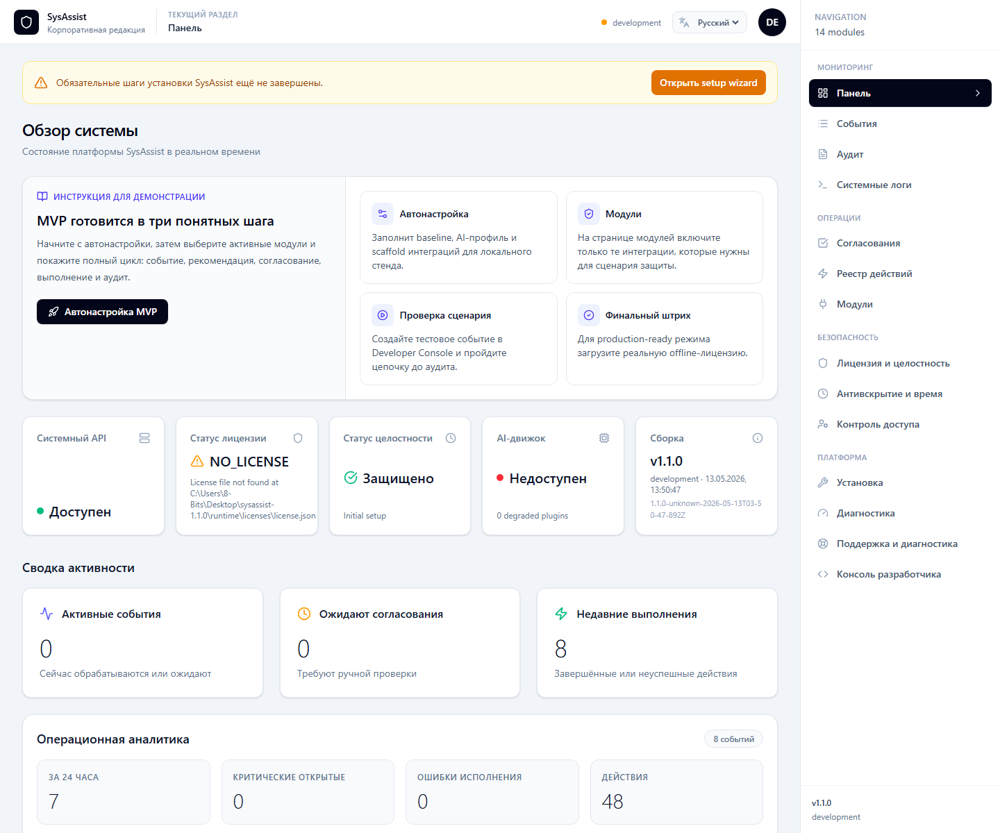 SysAssist
Корпоративная редакция
ТЕКУЩИЙ РАЗДЕЛ
Панель
development
Русский
DE
Обязательные шаги установки SysAssist ещё не завершены.
Открыть setup wizard
Обзор системы
Состояние платформы SysAssist в реальном времени
ИНСТРУКЦИЯ ДЛЯ ДЕМОНСТРАЦИИ
MVP готовится в три понятных шага
Начните с автонастройки, затем выберите активные модули и
покажите полный цикл: событие, рекомендация, согласование,
выполнение и аудит.
Автонастройка MVP
Автонастройка
Заполнит baseline, AI-профиль и
scaffold интеграций для локального
стенда.
Модули
На странице модулей включите
только те интеграции, которые нужны
для сценария защиты.
Проверка сценария
Создайте тестовое событие в
Developer Console и пройдите
цепочку до аудита.
Финальный штрих
Для production-ready режима
загрузите реальную offline-лицензию.
Системный API
Доступен
Статус лицензии
NO_LICENSE
License file not found at
C:\Users\8-
Bits\Desktop\sysassist-
1.1.0\runtime\licenses\license.json
Статус целостности
Защищено
Initial setup
AI-движок
Недоступен
0 degraded plugins
Сборка
v1.1.0
development · 13.05.2026,
13:50:47
1.1.0-unknown-2026-05-13T03-5
0-47-892Z
Сводка активности
Активные события
0
Сейчас обрабатываются или ожидают
Ожидают согласования
0
Требуют ручной проверки
Недавние выполнения
8
Завершённые или неуспешные действия
Операционная аналитика
8 событий
ЗА 24 ЧАСА
7
КРИТИЧЕСКИЕ ОТКРЫТЫЕ
0
ОШИБКИ ИСПОЛНЕНИЯ
0
ДЕЙСТВИЯ
48
NAVIGATION
14 modules
МОНИТОРИНГ
Панель
События
Аудит
Системные логи
ОПЕРАЦИИ
Согласования
Реестр действий
Модули
БЕЗОПАСНОСТЬ
Лицензия и целостность
Антивскрытие и время
Контроль доступа
ПЛАТФОРМА
Установка
Диагностика
Поддержка и диагностика
Консоль разработчика
v1.1.0
development